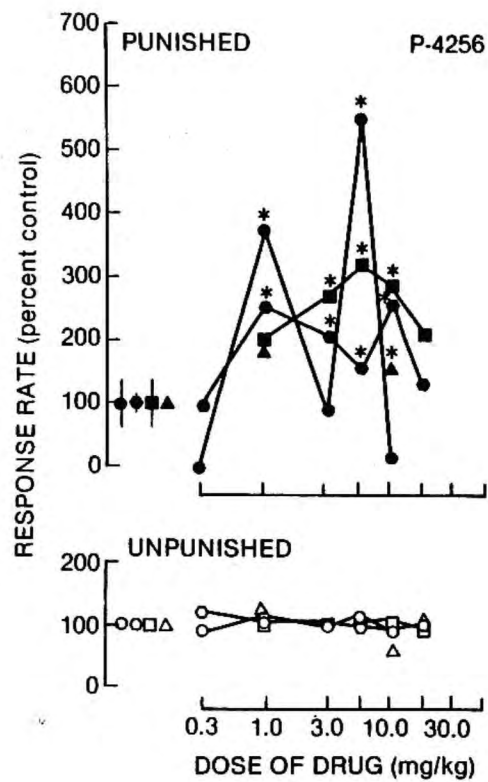 PUNISHED P-4256
700
600
500
400
300
200
100
0
RESPONSE RATE (percent control)
UNPUNISHED
200
100
0
0.3 1.0 3.0 10.0 30.0
DOSE OF DRUG (mg/kg)